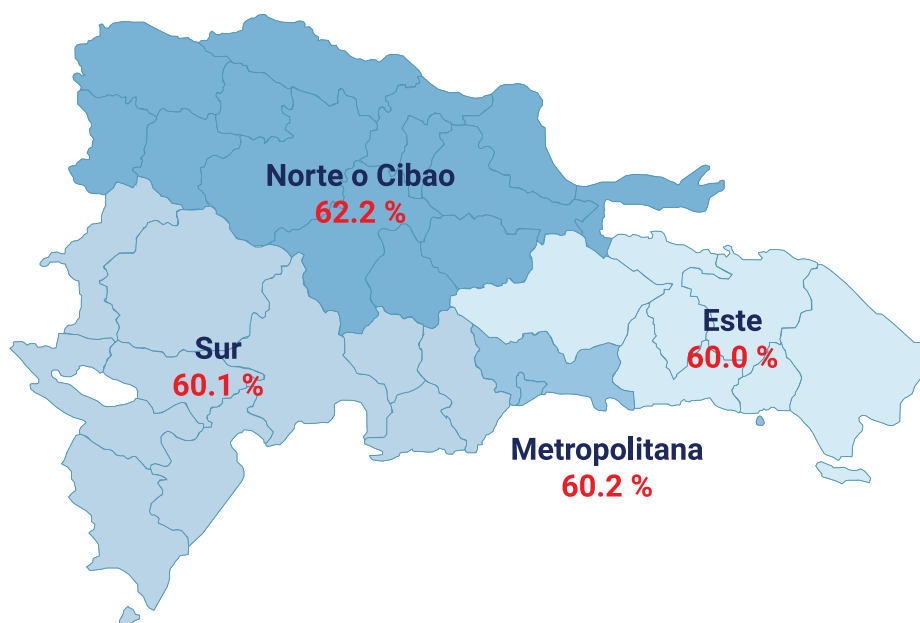 Norte o Cibao
62.2 %
Sur
60.1 %
Este
60.0 %
Metropolitana
60.2 %